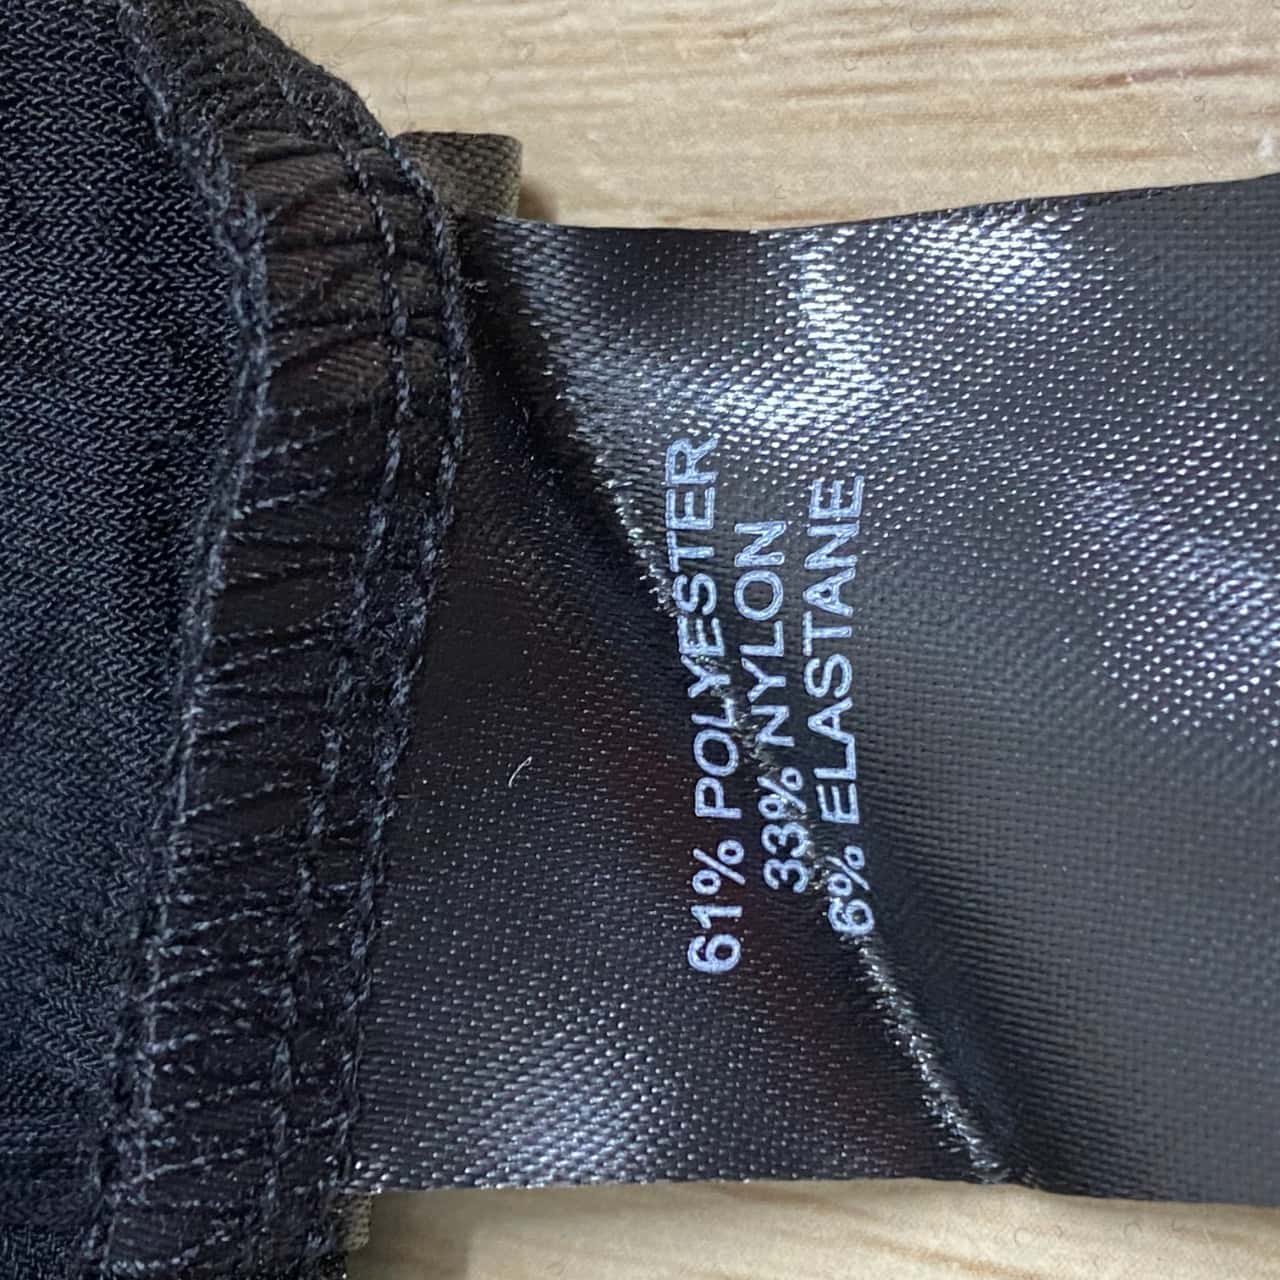 61% POLYESTER
33% NYLON
6% ELASTANE